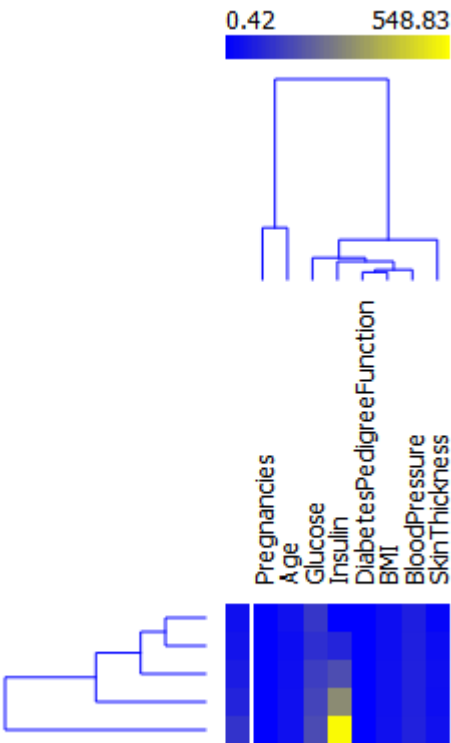 0.42 548.83
Pregnancies
Age
Glucose
Insulin
DiabetesPedigreeFunction
BMI
BloodPressure
SkinThickness